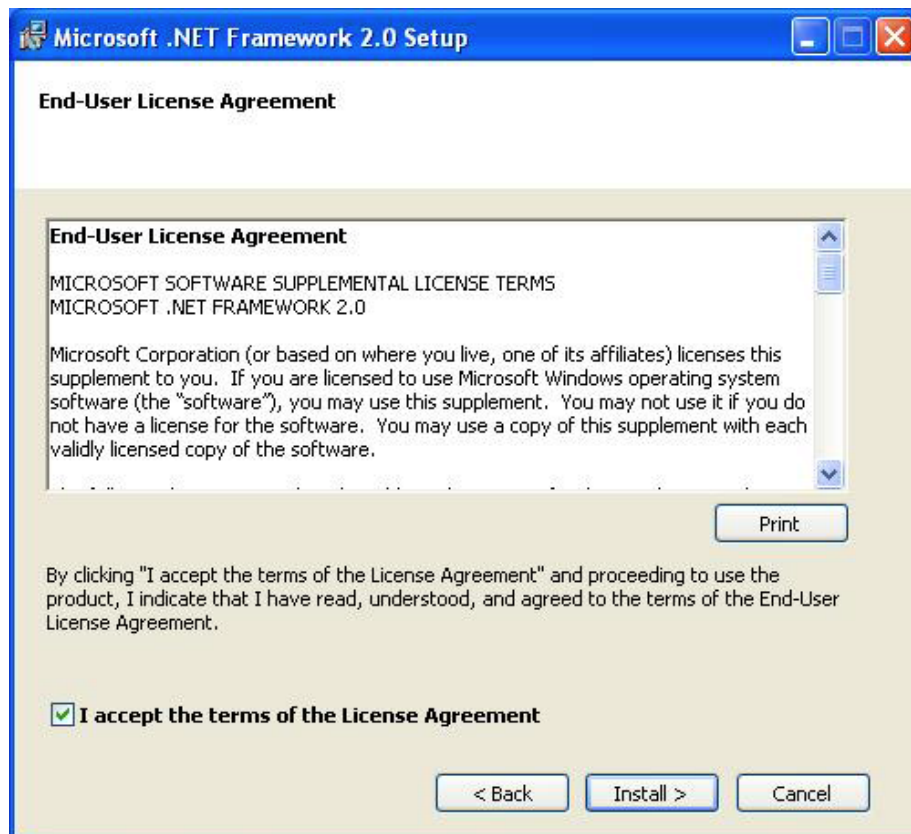 Microsoft .NET Framework 2.0 Setup
End-User License Agreement
End-User License Agreement
MICROSOFT SOFTWARE SUPPLEMENTAL LICENSE TERMS
MICROSOFT .NET FRAMEWORK 2.0
Microsoft Corporation (or based on where you live, one of its affiliates) licenses this
supplement to you.  If you are licensed to use Microsoft Windows operating system
software (the “software”), you may use this supplement.  You may not use it if you do
not have a license for the software.  You may use a copy of this supplement with each
validly licensed copy of the software.
Print
By clicking "I accept the terms of the License Agreement" and proceeding to use the
product, I indicate that I have read, understood, and agreed to the terms of the End-User
License Agreement.
I accept the terms of the License Agreement
< Back
Install >
Cancel